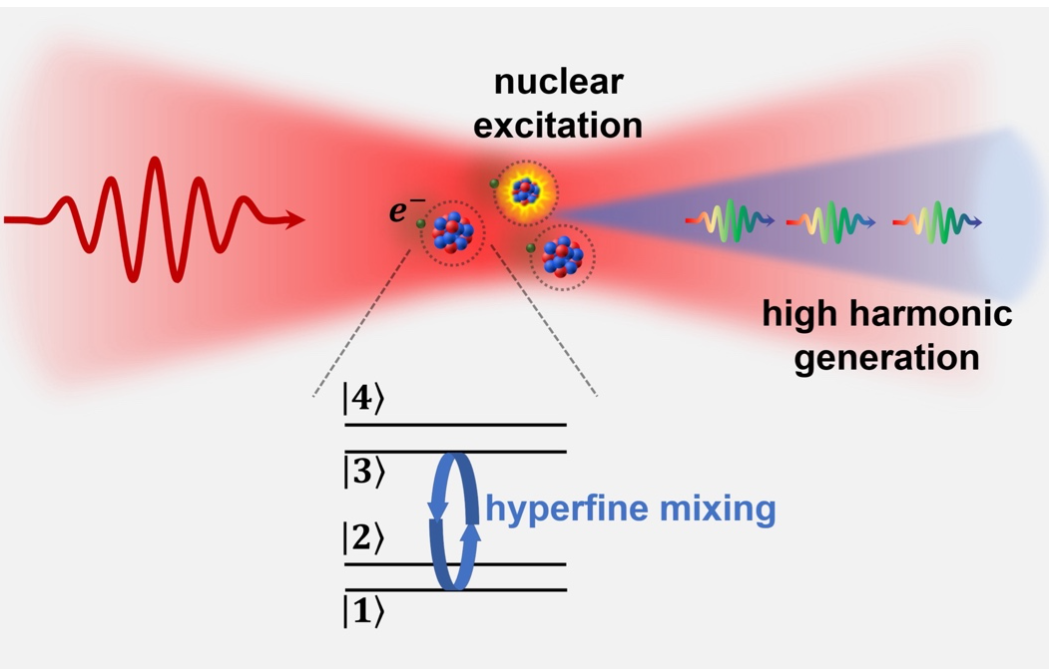 nuclear
excitation
e⁻
high harmonic
generation
|4⟩
|3⟩
hyperfine mixing
|2⟩
|1⟩